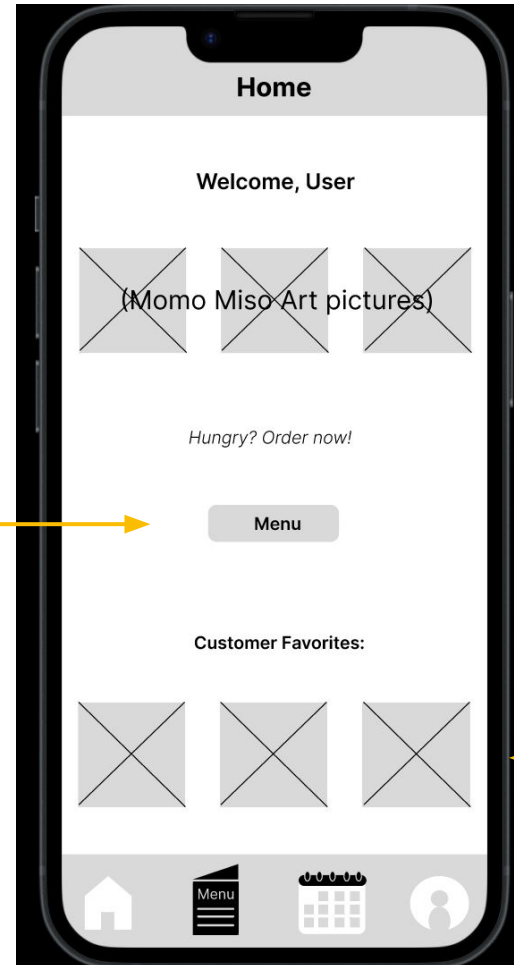 Home
Welcome, User
(Momo Miso Art pictures)
Hungry? Order now!
Menu
Customer Favorites:
Menu